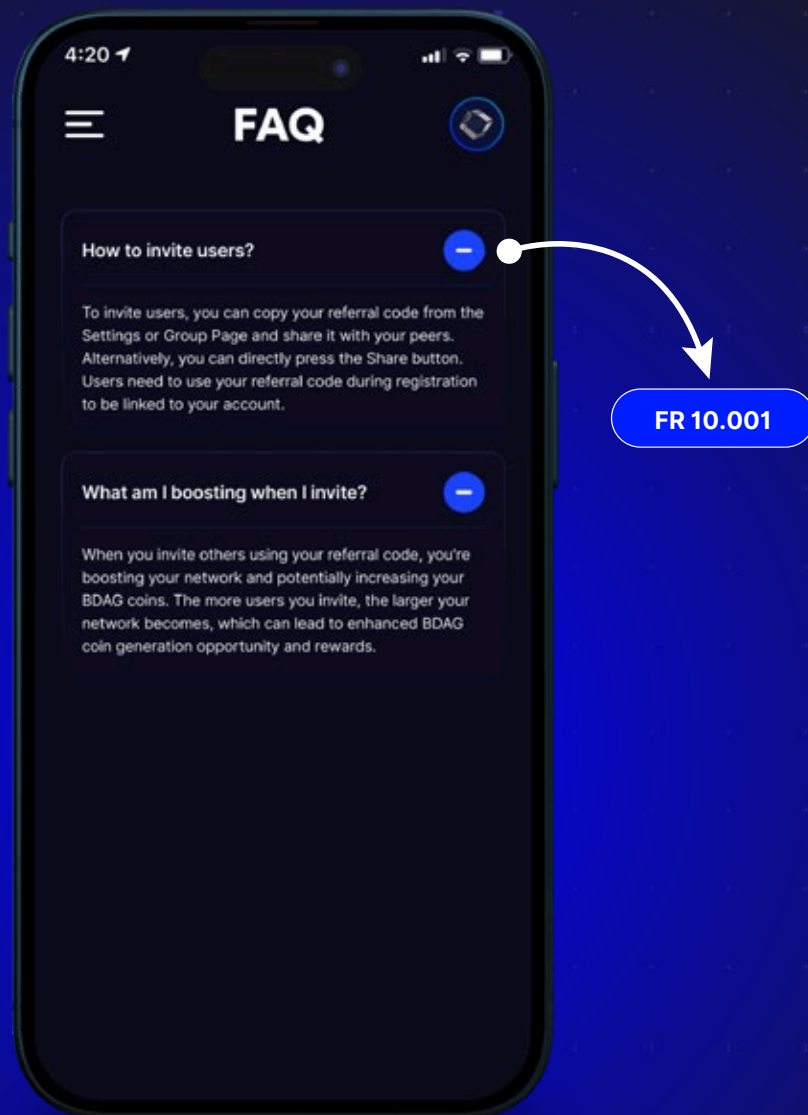 4:20
FAQ
How to invite users?
To invite users, you can copy your referral code from the
Settings or Group Page and share it with your peers.
Alternatively, you can directly press the Share button.
Users need to use your referral code during registration
to be linked to your account.
FR 10.001
What am I boosting when I invite?
When you invite others using your referral code, you're
boosting your network and potentially increasing your
BDAG coins. The more users you invite, the larger your
network becomes, which can lead to enhanced BDAG
coin generation opportunity and rewards.